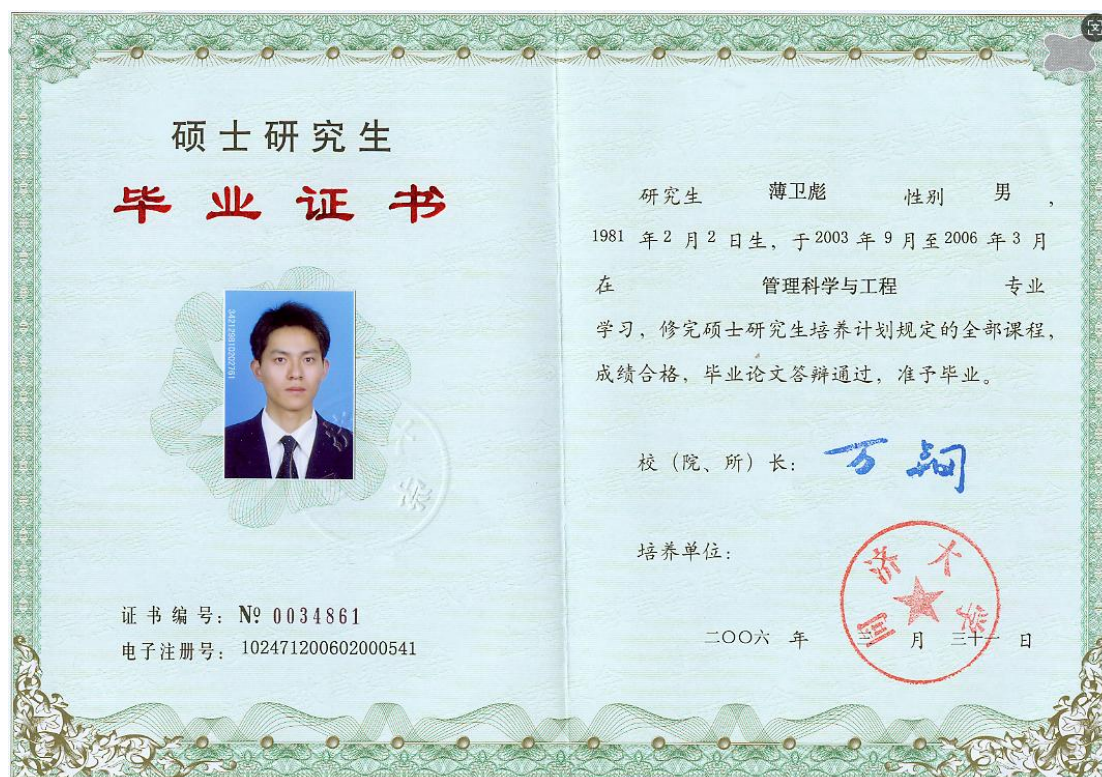 硕士研究生
毕业证书
342129810202761
证书编号：№ 0034861
电子注册号：102471200602000541
研究生 薄卫彪 性别 男，
1981 年 2 月 2 日生，于 2003 年 9 月至 2006 年 3 月
在 管理科学与工程 专业
学习，修完硕士研究生培养计划规定的全部课程，
成绩合格，毕业论文答辩通过，准予毕业。
校（院、所）长：万钢
培养单位：
同济大学
二〇〇六 年 三 月 三十一 日